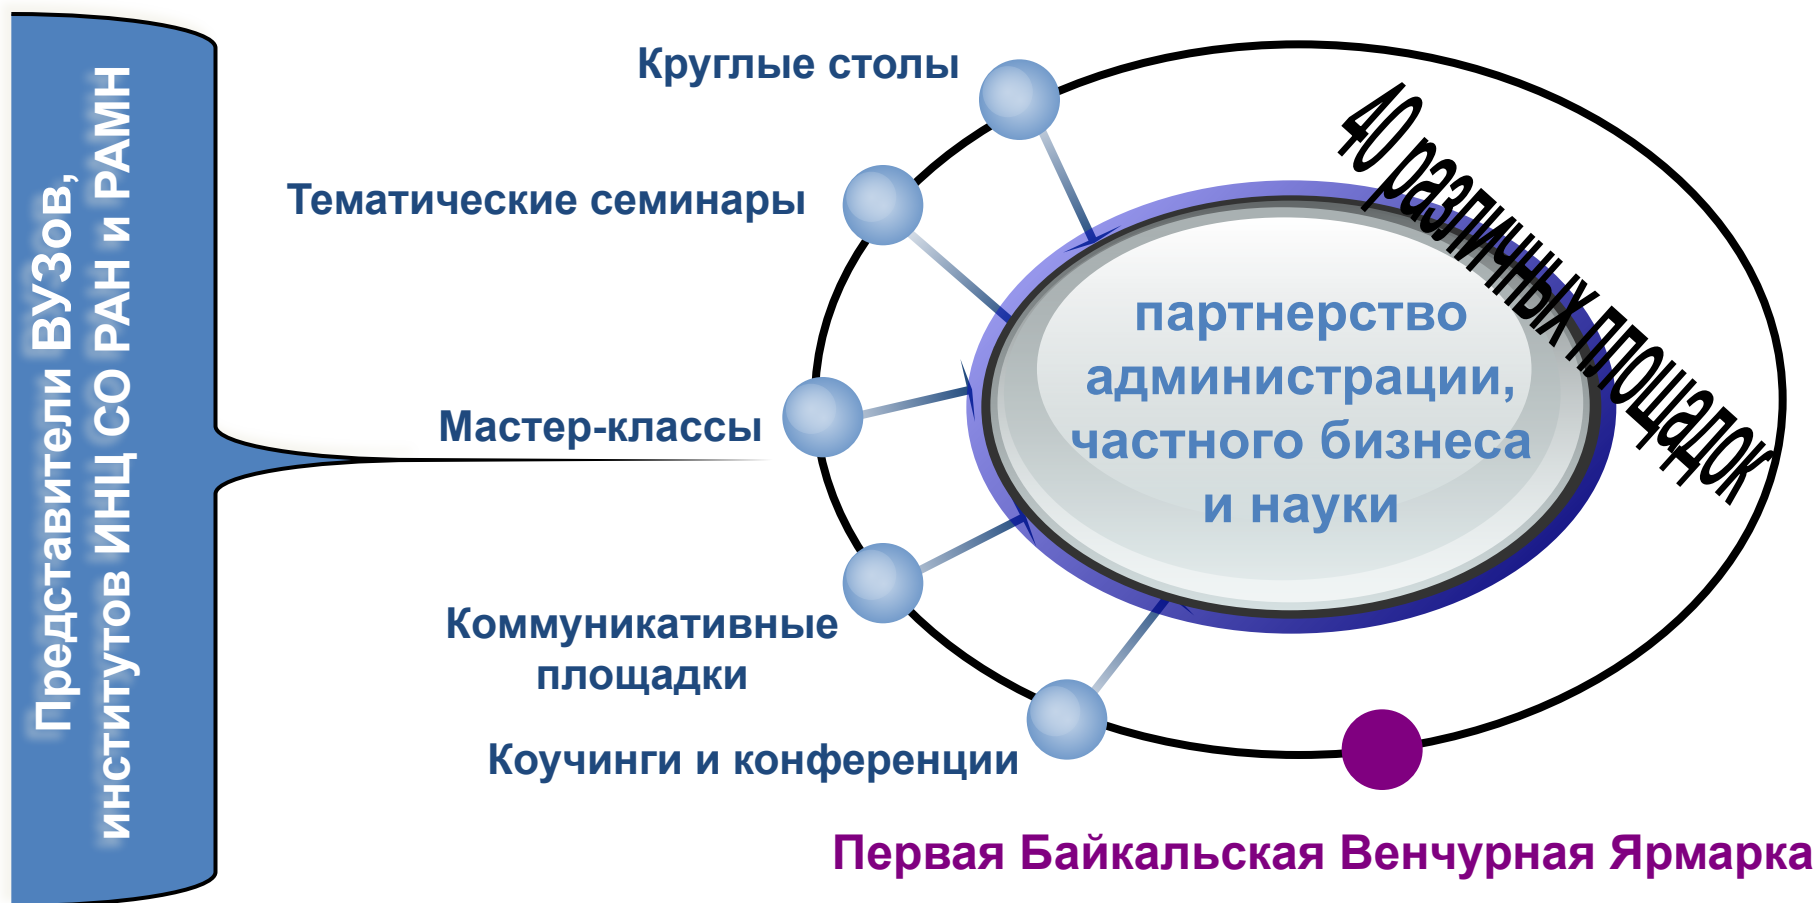 Представители ВУЗов,
институтов ИНЦ СО РАН и РАМН
Круглые столы
Тематические семинары
Мастер-классы
Коммуникативные
площадки
Коучинги и конференции
40 различных площадок
партнерство
администрации,
частного бизнеса
и науки
Первая Байкальская Венчурная Ярмарка